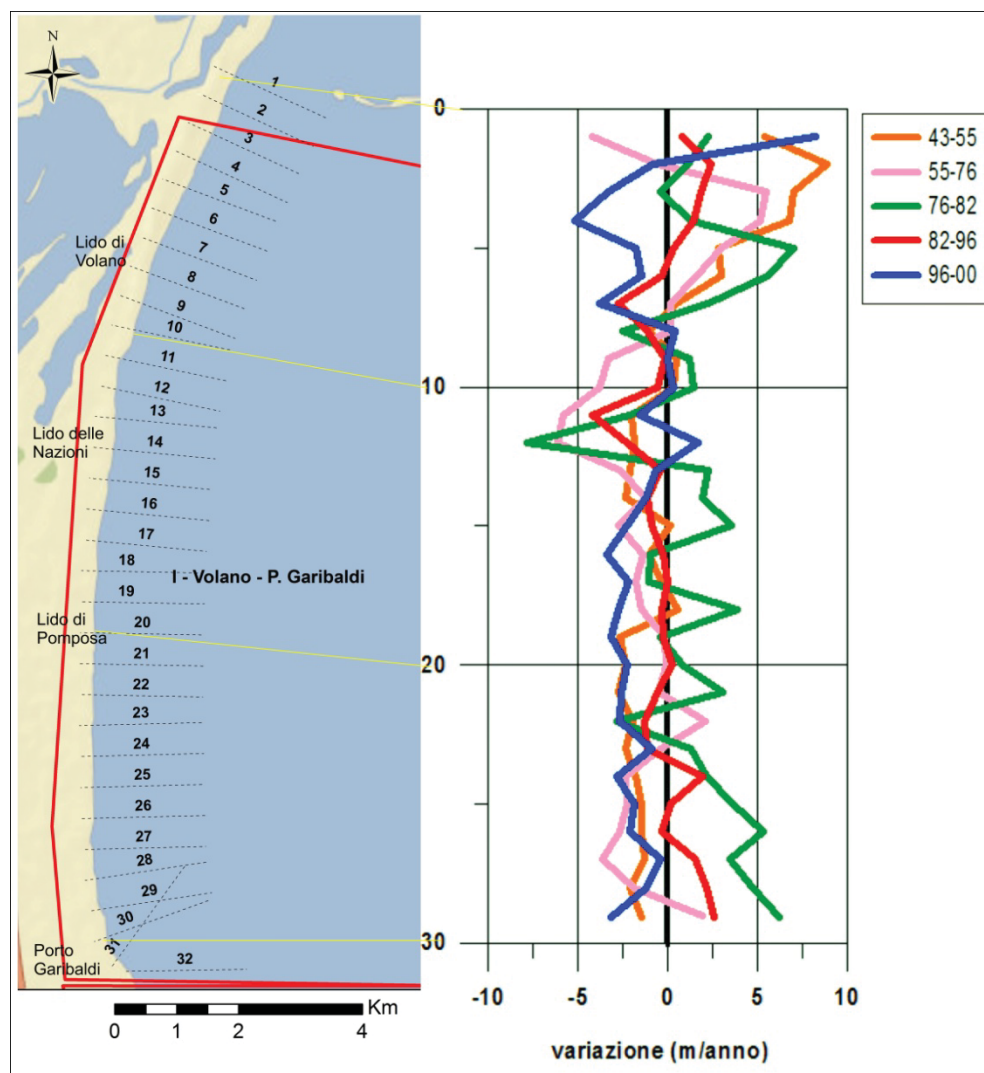 N
1
2
3
4
5
6
7
8
9
10
11
12
13
14
15
16
17
18
19
20
21
22
23
24
25
26
27
28
29
30
31
32
Lido di
Volano
Lido delle
Nazioni
Lido di
Pomposa
Porto
Garibaldi
I - Volano - P. Garibaldi
Km
0 2 4
0
10
20
30
-10 -5 0 5 10
variazione (m/anno)
43-55
55-76
76-82
82-96
96-00